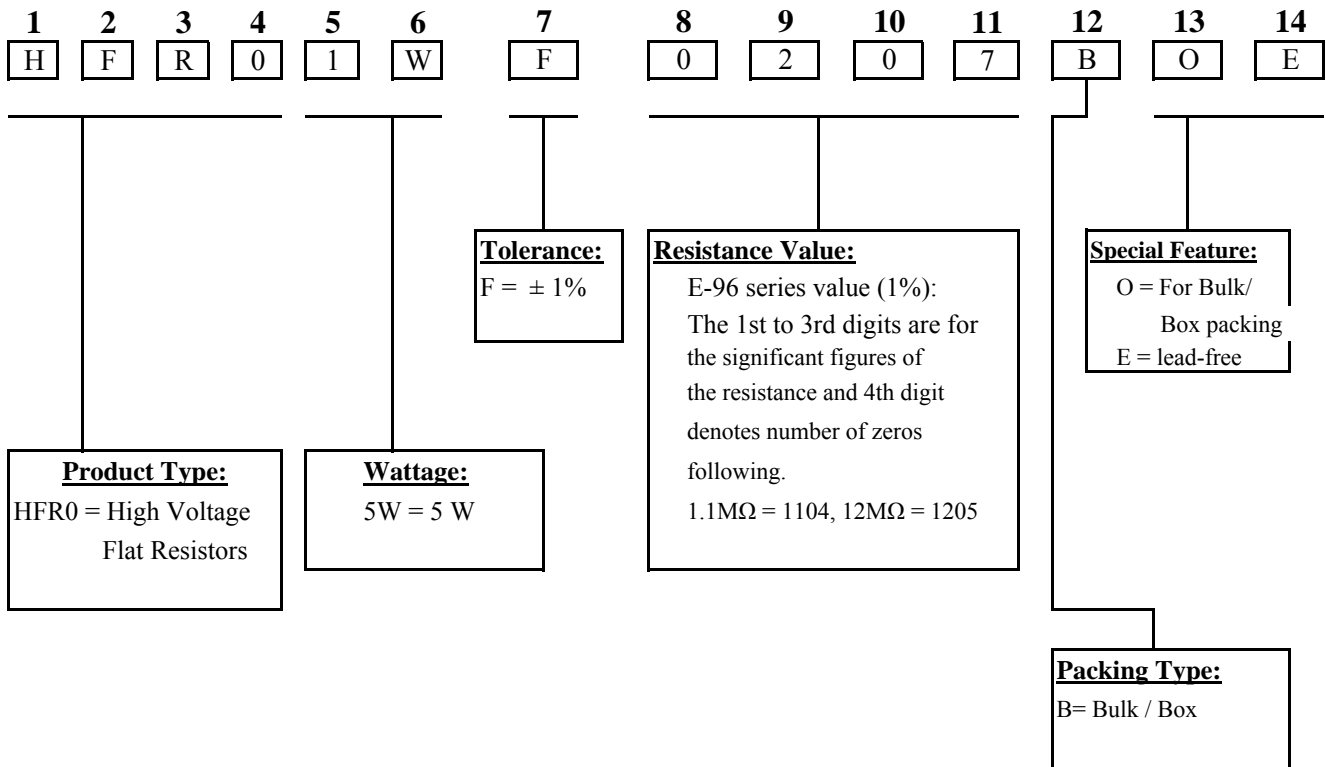 1 2 3 4 5 6 7 8 9 10 11 12 13 14
H F R 0 1 W F 0 2 0 7 B O E
Tolerance:
F = ± 1%
Resistance Value:
E-96 series value (1%):
The 1st to 3rd digits are for
the significant figures of
the resistance and 4th digit
denotes number of zeros
following.
1.1MΩ = 1104, 12MΩ = 1205
Special Feature:
O = For Bulk/
Box packing
E = lead-free
Product Type:
HFR0 = High Voltage
Flat Resistors
Wattage:
5W = 5 W
Packing Type:
B= Bulk / Box